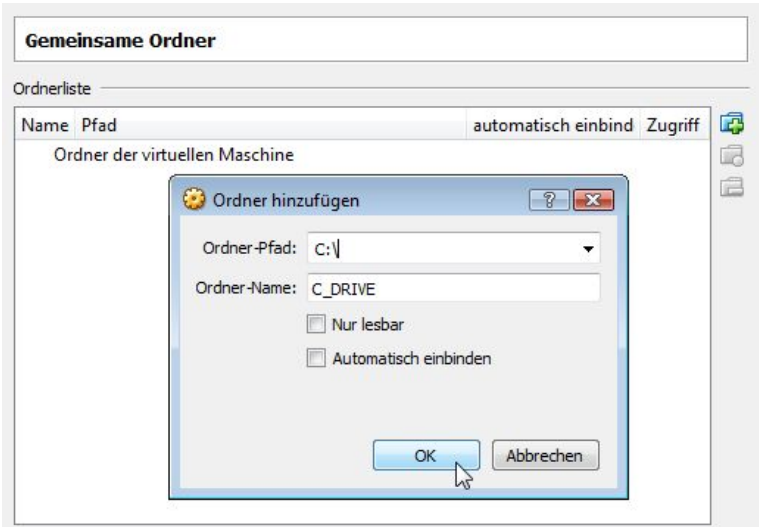 Gemeinsame Ordner
Ordnerliste
Name Pfad automatisch einbind Zugriff
Ordner der virtuellen Maschine
Ordner hinzufügen
Ordner-Pfad: C:\
Ordner-Name: C_DRIVE
Nur lesbar
Automatisch einbinden
OK Abbrechen